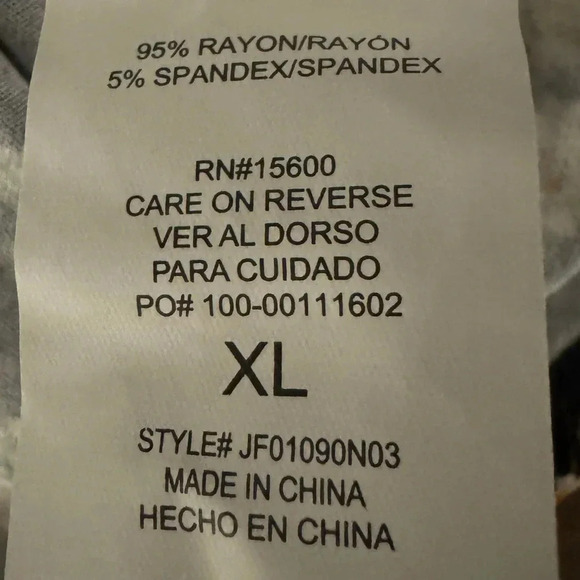 95% RAYON/RAYÓN
5% SPANDEX/SPANDEX
RN#15600
CARE ON REVERSE
VER AL DORSO
PARA CUIDADO
PO# 100-00111602
XL
STYLE# JF01090N03
MADE IN CHINA
HECHO EN CHINA